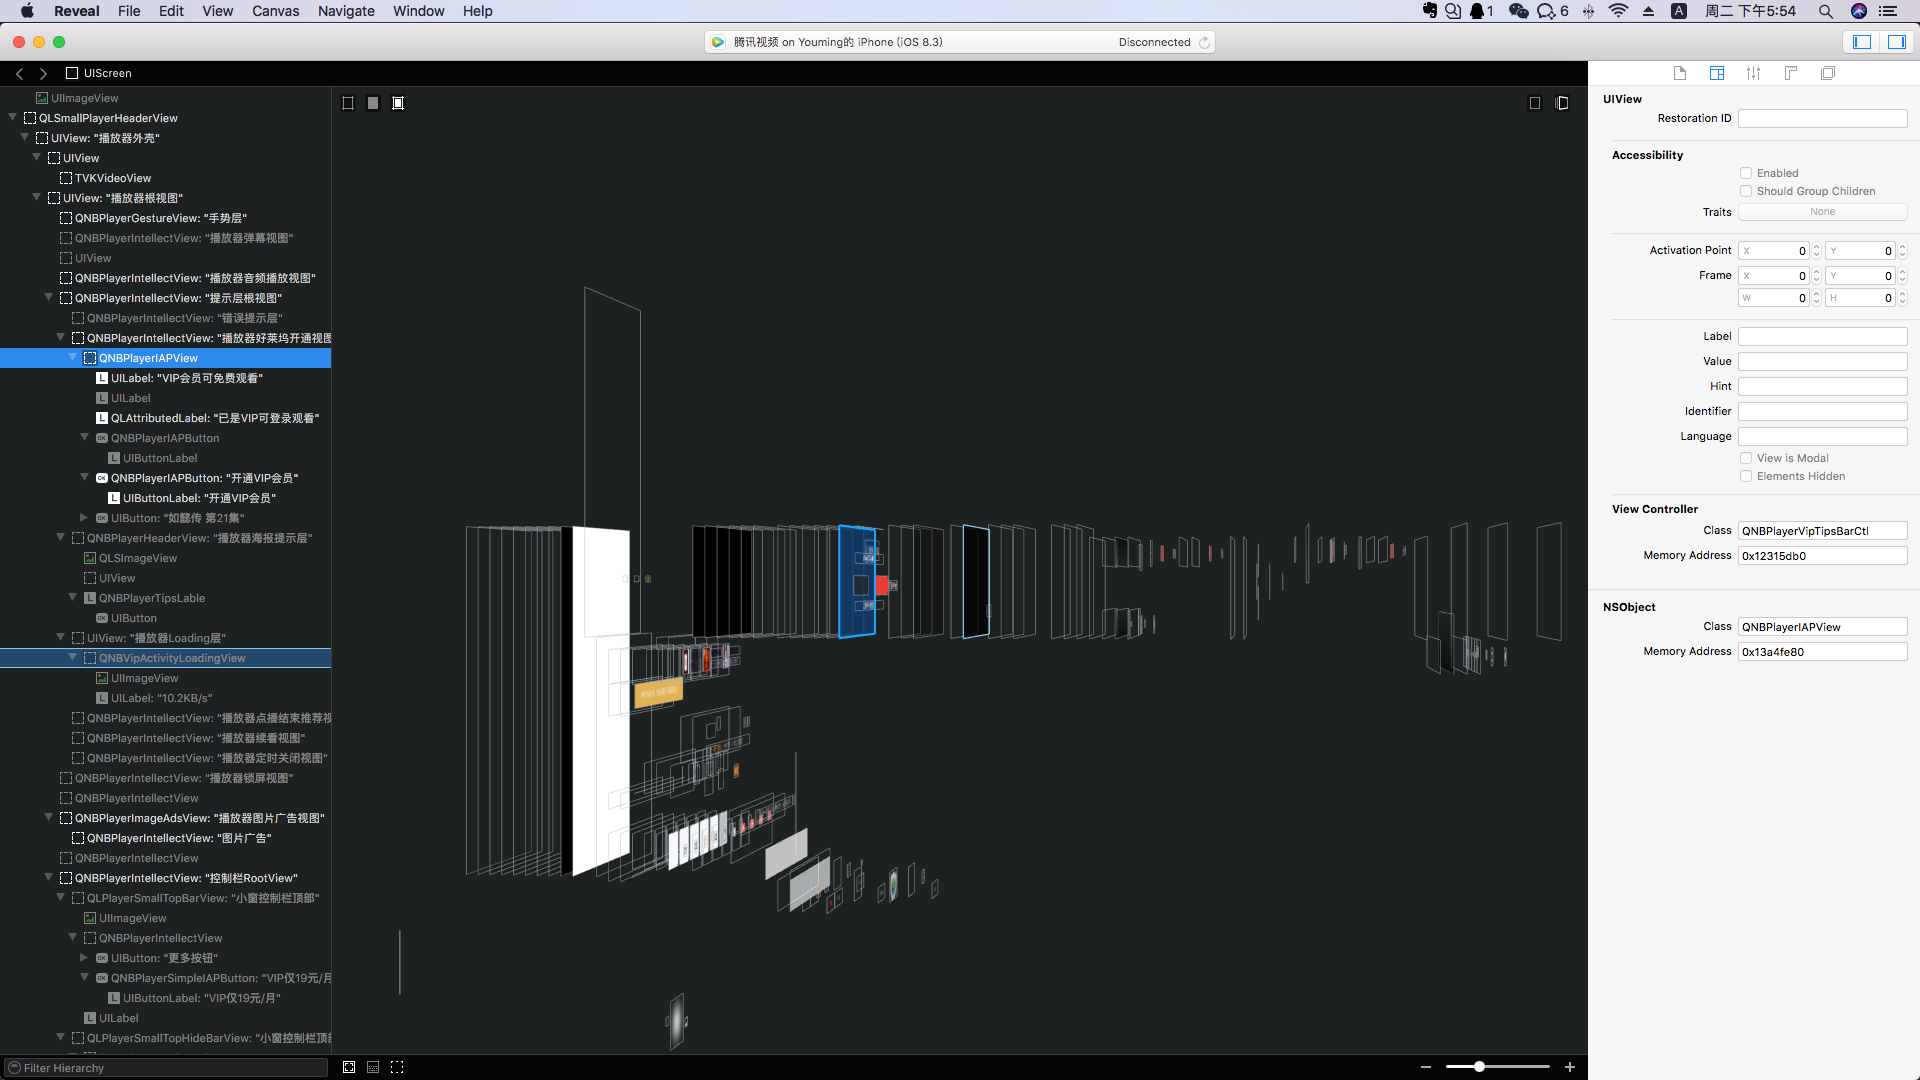 Reveal File Edit View Canvas Navigate Window Help
1
6
A
周二 下午5:54
腾讯视频 on Youming的 iPhone (iOS 8.3)
Disconnected
UIScreen
UIImageView
QLSmallPlayerHeaderView
UIView: "播放器外壳"
UIView
TVKVideoView
UIView: "播放器根视图"
QNBPlayerGestureView: "手势层"
QNBPlayerIntellectView: "播放器弹幕视图"
UIView
QNBPlayerIntellectView: "播放器音频播放视图"
QNBPlayerIntellectView: "提示层根视图"
QNBPlayerIntellectView: "错误提示层"
QNBPlayerIntellectView: "播放器好莱坞开通视图
QNBPlayerIAPView
L UILabel: "VIP会员可免费观看"
L UILabel
L QLAttributedLabel: "已是VIP可登录观看"
OK QNBPlayerIAPButton
L UIButtonLabel
OK QNBPlayerIAPButton: "开通VIP会员"
L UIButtonLabel: "开通VIP会员"
OK UIButton: "如懿传 第21集"
QNBPlayerHeaderView: "播放器海报提示层"
QLSImageView
UIView
L QNBPlayerTipsLable
OK UIButton
UIView: "播放器Loading层"
QNBVipActivityLoadingView
UIImageView
L UILabel: "10.2KB/s"
QNBPlayerIntellectView: "播放器点播结束推荐视
QNBPlayerIntellectView: "播放器续看视图"
QNBPlayerIntellectView: "播放器定时关闭视图"
QNBPlayerIntellectView: "播放器锁屏视图"
QNBPlayerIntellectView
QNBPlayerImageAdsView: "播放器图片广告视图"
QNBPlayerIntellectView: "图片广告"
QNBPlayerIntellectView
QNBPlayerIntellectView: "控制栏RootView"
QLPlayerSmallTopBarView: "小窗控制栏顶部"
UIImageView
QNBPlayerIntellectView
OK UIButton: "更多按钮"
OK QNBPlayerSimpleIAPButton: "VIP仅19元/月
L UIButtonLabel: "VIP仅19元/月"
L UILabel
QLPlayerSmallTopHideBarView: "小窗控制栏顶部
Filter Hierarchy
UIView
Restoration ID
Accessibility
Enabled
Should Group Children
Traits None
Activation Point X 0 Y 0
Frame X 0 Y 0
W 0 H 0
Label
Value
Hint
Identifier
Language
View is Modal
Elements Hidden
View Controller
Class QNBPlayerVipTipsBarCtl
Memory Address 0x12315db0
NSObject
Class QNBPlayerIAPView
Memory Address 0x13a4fe80